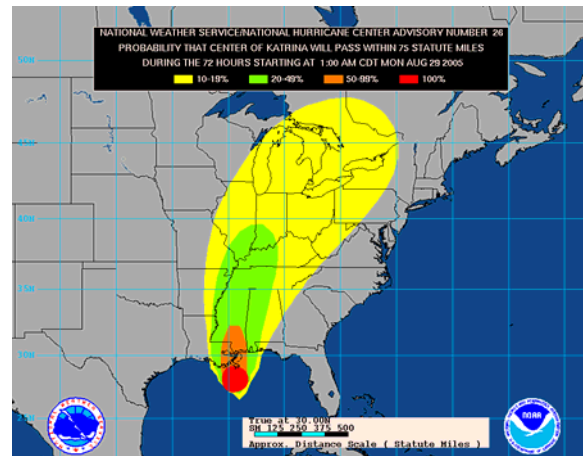 NATIONAL WEATHER SERVICE/NATIONAL HURRICANE CENTER ADVISORY NUMBER 26
PROBABILITY THAT CENTER OF KATRINA WILL PASS WITHIN 75 STATUTE MILES
DURING THE 72 HOURS STARTING AT 1:00 AM CDT MON AUG 29 2005
10-19% 20-49% 50-99% 100%
50N
45N
40N
35N
30N
25N
True at 30.00N
SM 125 250 375 500
Approx. Distance Scale ( Statute Miles )
NOAA